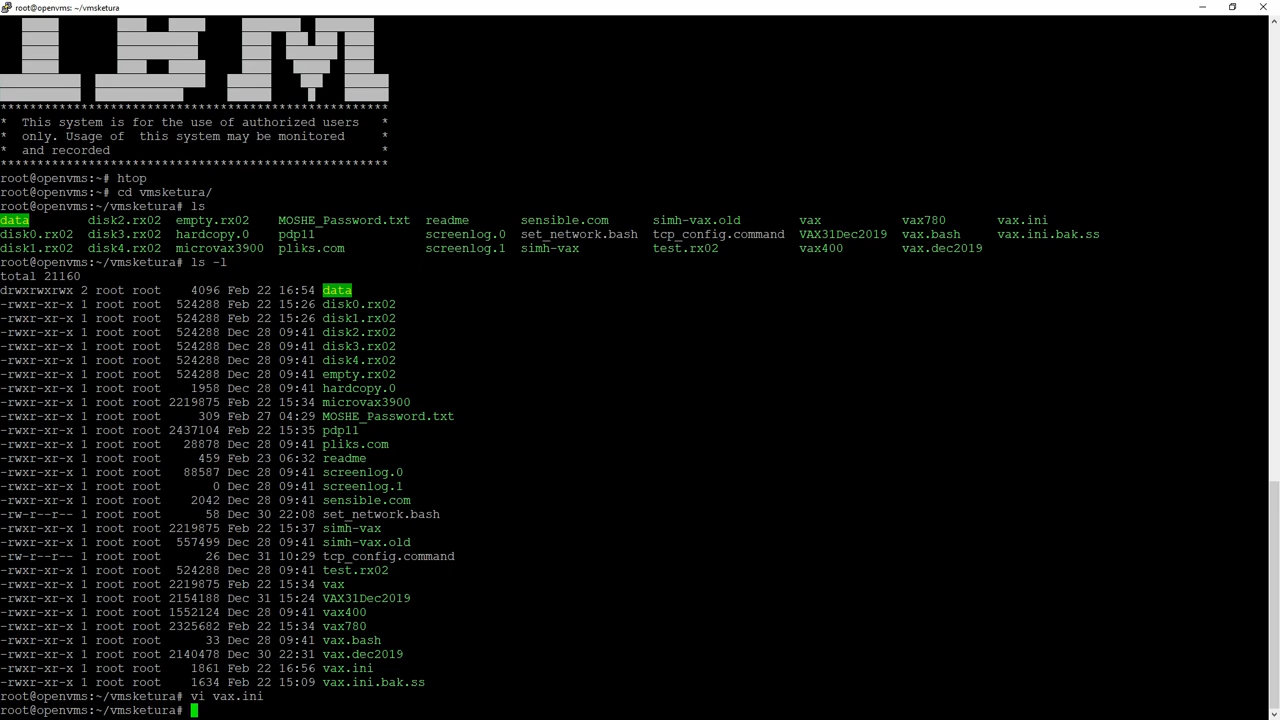 root@openvms:~/vmsketura
IBM
*****************************************************
*  This system is for the use of authorized users   *
*  only. Usage of  this system may be monitored     *
*  and recorded                                     *
*****************************************************
root@openvms:~# htop
root@openvms:~# cd vmsketura/
root@openvms:~/vmsketura# ls
data        disk2.rx02  empty.rx02    MOSHE_Password.txt  readme       sensible.com      simh-vax.old        vax           vax780       vax.ini
disk0.rx02  disk3.rx02  hardcopy.0    pdp11               screenlog.0  set_network.bash  tcp_config.command  VAX31Dec2019  vax.bash     vax.ini.bak.ss
disk1.rx02  disk4.rx02  microvax3900  pliks.com           screenlog.1  simh-vax          test.rx02           vax400        vax.dec2019
root@openvms:~/vmsketura# ls -l
total 21160
drwxrwxrwx 2 root root    4096 Feb 22 16:54 data
-rwxr-xr-x 1 root root  524288 Feb 22 15:26 disk0.rx02
-rwxr-xr-x 1 root root  524288 Feb 22 15:26 disk1.rx02
-rwxr-xr-x 1 root root  524288 Dec 28 09:41 disk2.rx02
-rwxr-xr-x 1 root root  524288 Dec 28 09:41 disk3.rx02
-rwxr-xr-x 1 root root  524288 Dec 28 09:41 disk4.rx02
-rwxr-xr-x 1 root root  524288 Dec 28 09:41 empty.rx02
-rwxr-xr-x 1 root root    1958 Dec 28 09:41 hardcopy.0
-rwxr-xr-x 1 root root 2219875 Feb 22 15:34 microvax3900
-rwxr-xr-x 1 root root     309 Feb 27 04:29 MOSHE_Password.txt
-rwxr-xr-x 1 root root 2437104 Feb 22 15:35 pdp11
-rwxr-xr-x 1 root root   28878 Dec 28 09:41 pliks.com
-rwxr-xr-x 1 root root     459 Feb 23 06:32 readme
-rwxr-xr-x 1 root root   88587 Dec 28 09:41 screenlog.0
-rwxr-xr-x 1 root root       0 Dec 28 09:41 screenlog.1
-rwxr-xr-x 1 root root    2042 Dec 28 09:41 sensible.com
-rw-r--r-- 1 root root      58 Dec 30 22:08 set_network.bash
-rwxr-xr-x 1 root root 2219875 Feb 22 15:37 simh-vax
-rwxr-xr-x 1 root root  557499 Dec 28 09:41 simh-vax.old
-rw-r--r-- 1 root root      26 Dec 31 10:29 tcp_config.command
-rwxr-xr-x 1 root root  524288 Dec 28 09:41 test.rx02
-rwxr-xr-x 1 root root 2219875 Feb 22 15:34 vax
-rwxr-xr-x 1 root root 2154188 Dec 31 15:24 VAX31Dec2019
-rwxr-xr-x 1 root root 1552124 Dec 28 09:41 vax400
-rwxr-xr-x 1 root root 2325682 Feb 22 15:34 vax780
-rwxr-xr-x 1 root root      33 Dec 28 09:41 vax.bash
-rwxr-xr-x 1 root root 2140478 Dec 30 22:31 vax.dec2019
-rwxr-xr-x 1 root root    1861 Feb 22 16:56 vax.ini
-rwxr-xr-x 1 root root    1634 Feb 22 15:09 vax.ini.bak.ss
root@openvms:~/vmsketura# vi vax.ini
root@openvms:~/vmsketura#